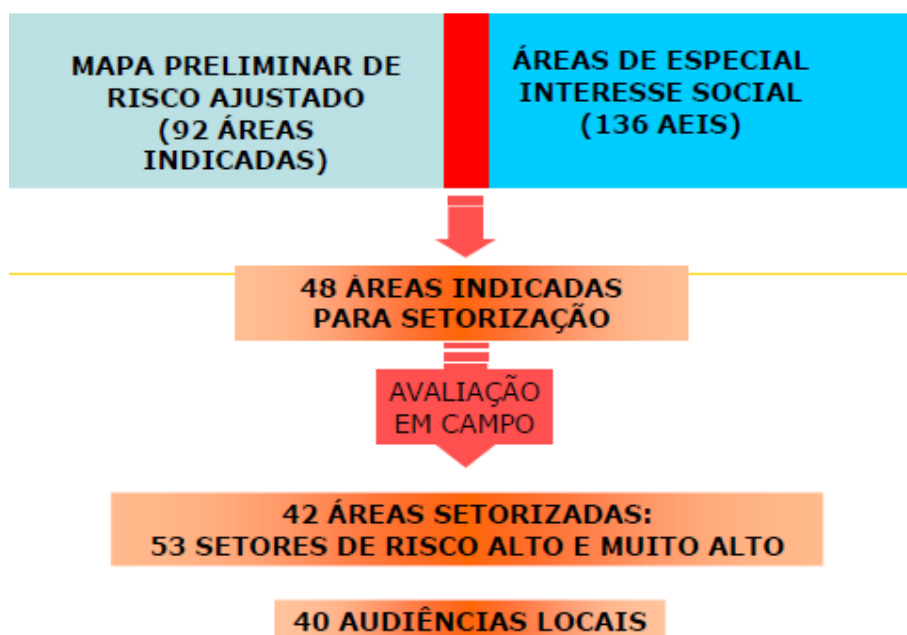 MAPA PRELIMINAR DE
RISCO AJUSTADO
(92 ÁREAS
INDICADAS)
ÁREAS DE ESPECIAL
INTERESSE SOCIAL
(136 AEIS)
48 ÁREAS INDICADAS
PARA SETORIZAÇÃO
AVALIAÇÃO
EM CAMPO
42 ÁREAS SETORIZADAS:
53 SETORES DE RISCO ALTO E MUITO ALTO
40 AUDIÊNCIAS LOCAIS